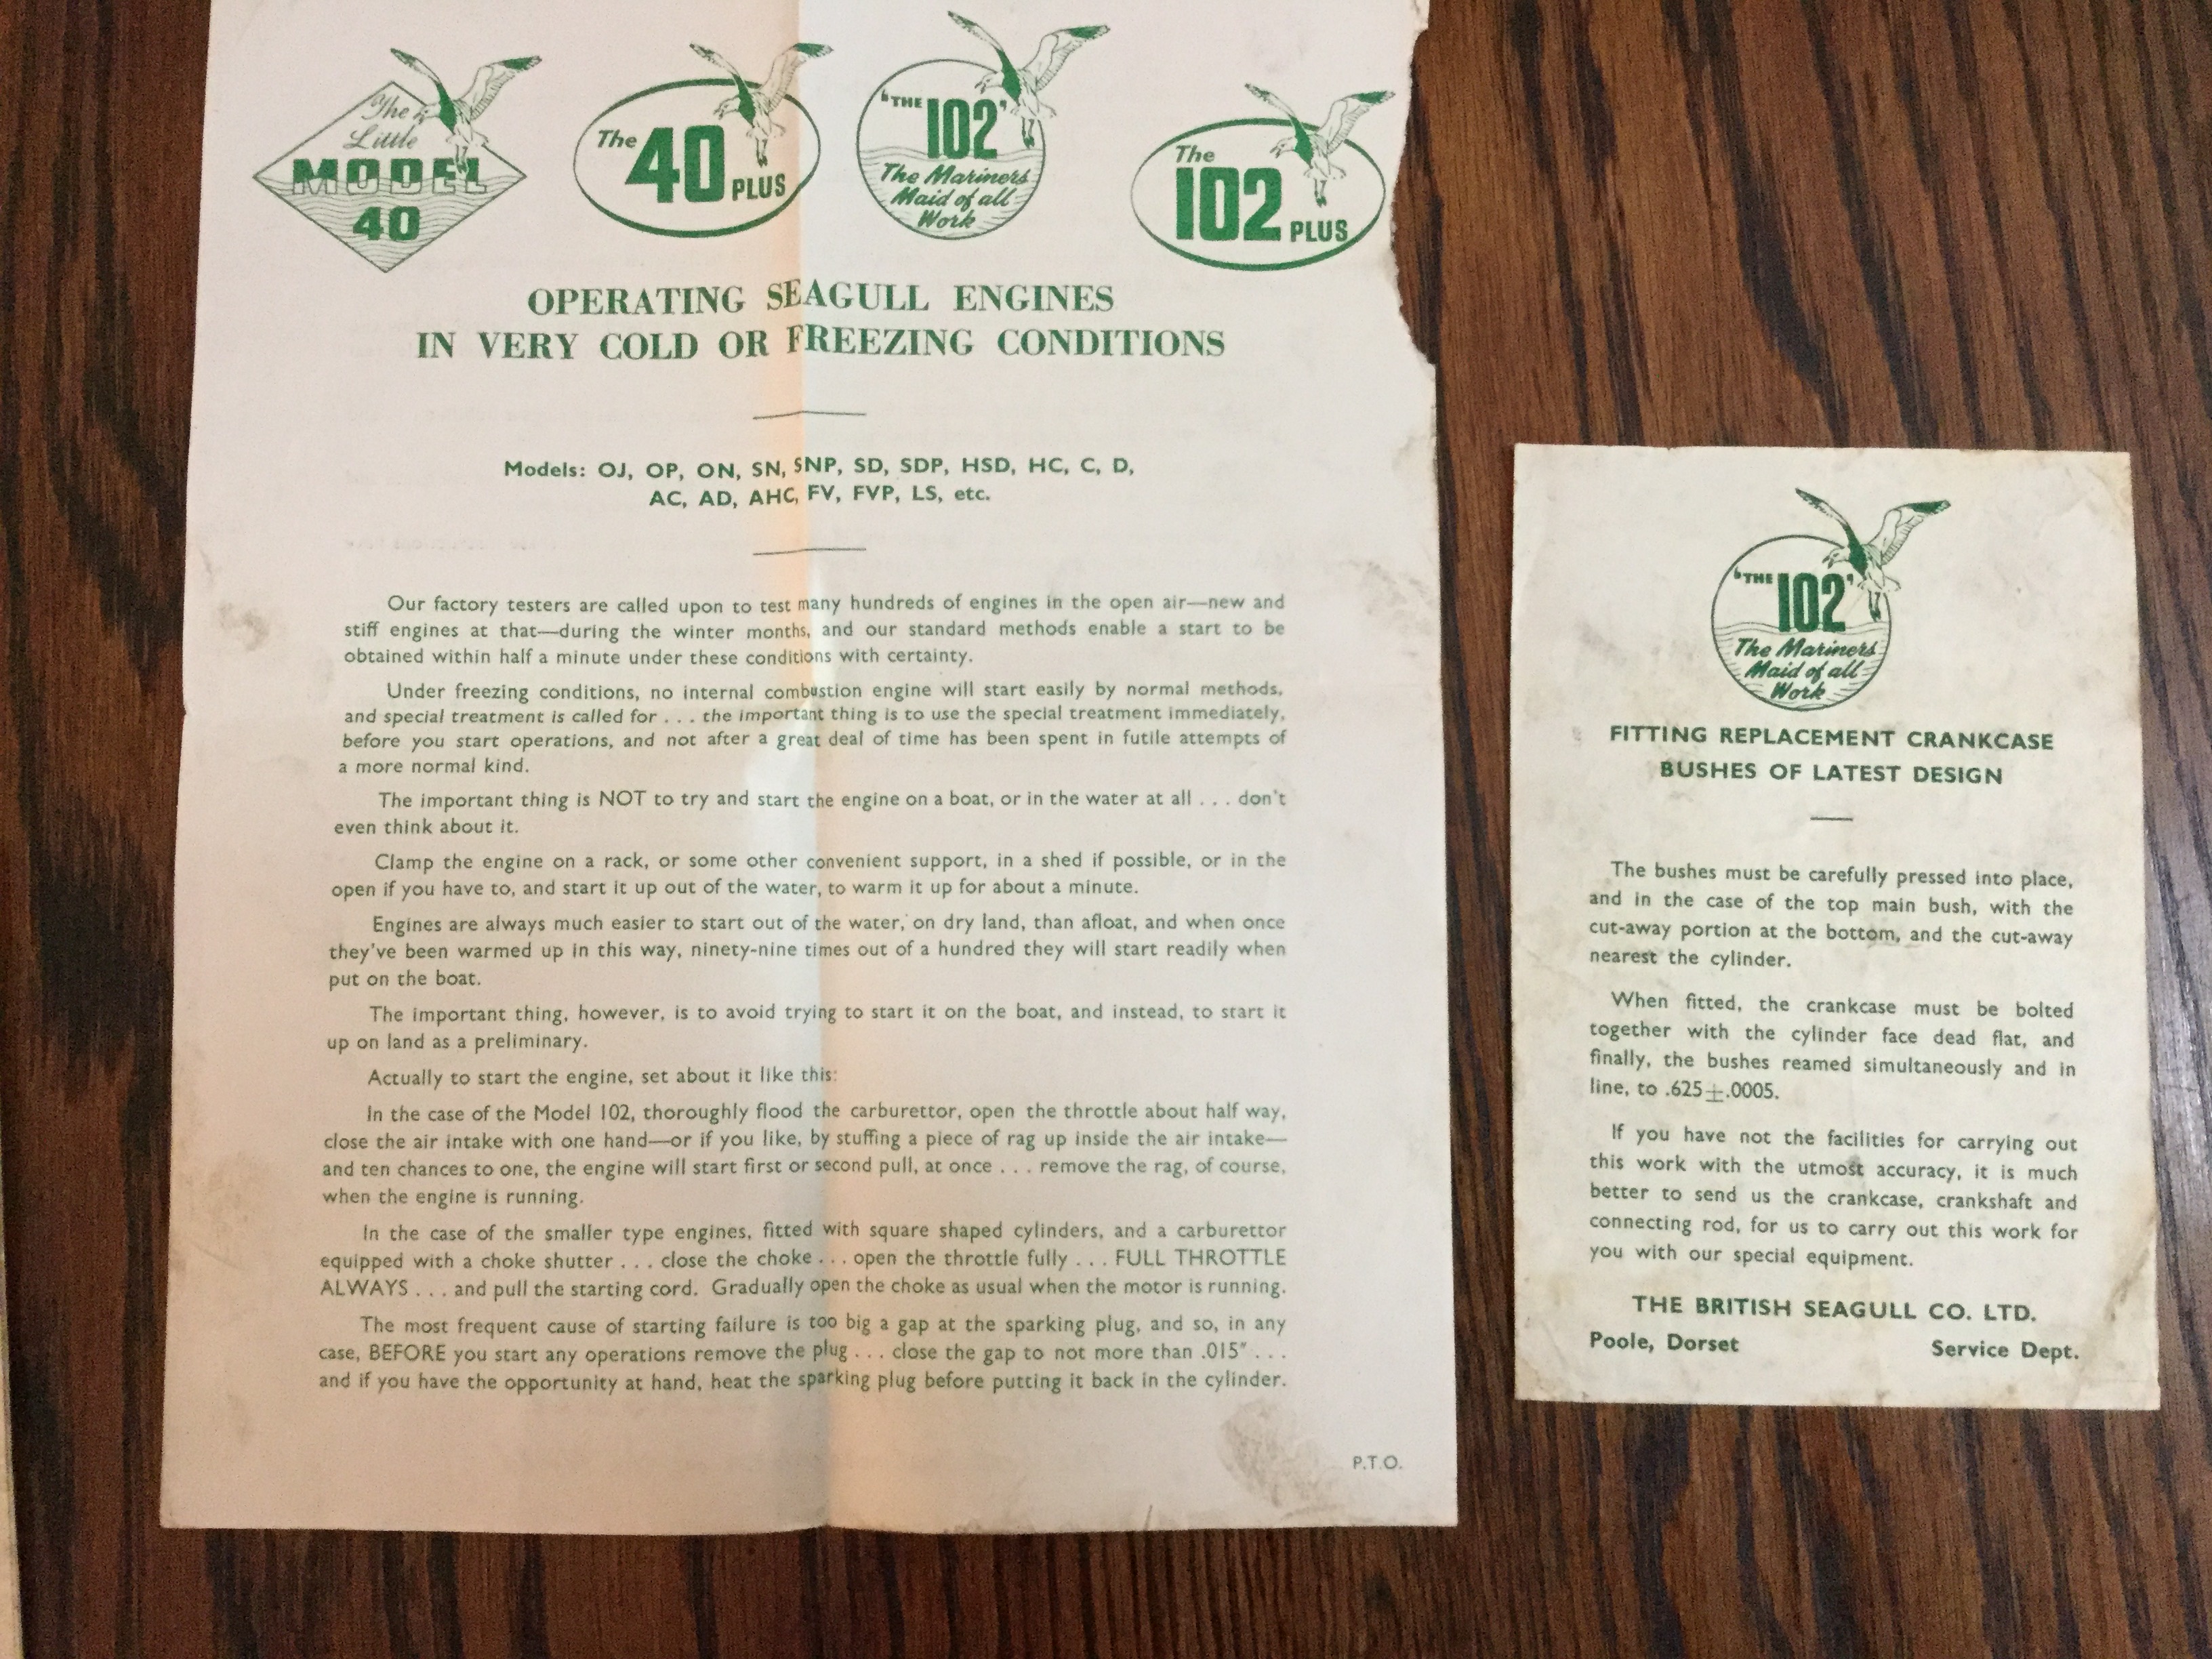 The
Little
MODEL
40
The 40 PLUS
'THE 102'
The Mariners
Maid of all
Work
The
102 PLUS
OPERATING SEAGULL ENGINES
IN VERY COLD OR FREEZING CONDITIONS
Models: OJ, OP, ON, SN, SNP, SD, SDP, HSD, HC, C, D,
AC, AD, AHC, FV, FVP, LS, etc.
Our factory testers are called upon to test many hundreds of engines in the open air—new and
stiff engines at that—during the winter months, and our standard methods enable a start to be
obtained within half a minute under these conditions with certainty.
Under freezing conditions, no internal combustion engine will start easily by normal methods,
and special treatment is called for . . . the important thing is to use the special treatment immediately,
before you start operations, and not after a great deal of time has been spent in futile attempts of
a more normal kind.
The important thing is NOT to try and start the engine on a boat, or in the water at all . . . don't
even think about it.
Clamp the engine on a rack, or some other convenient support, in a shed if possible, or in the
open if you have to, and start it up out of the water, to warm it up for about a minute.
Engines are always much easier to start out of the water, on dry land, than afloat, and when once
they've been warmed up in this way, ninety-nine times out of a hundred they will start readily when
put on the boat.
The important thing, however, is to avoid trying to start it on the boat, and instead, to start it
up on land as a preliminary.
Actually to start the engine, set about it like this:
In the case of the Model 102, thoroughly flood the carburettor, open the throttle about half way,
close the air intake with one hand—or if you like, by stuffing a piece of rag up inside the air intake—
and ten chances to one, the engine will start first or second pull, at once . . . remove the rag, of course,
when the engine is running.
In the case of the smaller type engines, fitted with square shaped cylinders, and a carburettor
equipped with a choke shutter . . . close the choke . . . open the throttle fully . . . FULL THROTTLE
ALWAYS . . . and pull the starting cord. Gradually open the choke as usual when the motor is running.
The most frequent cause of starting failure is too big a gap at the sparking plug, and so, in any
case, BEFORE you start any operations remove the plug . . . close the gap to not more than .015" . . .
and if you have the opportunity at hand, heat the sparking plug before putting it back in the cylinder.
P.T.O.
'THE 102'
The Mariners
Maid of all
Work
FITTING REPLACEMENT CRANKCASE
BUSHES OF LATEST DESIGN
The bushes must be carefully pressed into place,
and in the case of the top main bush, with the
cut-away portion at the bottom, and the cut-away
nearest the cylinder.
When fitted, the crankcase must be bolted
together with the cylinder face dead flat, and
finally, the bushes reamed simultaneously and in
line, to .625±.0005.
If you have not the facilities for carrying out
this work with the utmost accuracy, it is much
better to send us the crankcase, crankshaft and
connecting rod, for us to carry out this work for
you with our special equipment.
THE BRITISH SEAGULL CO. LTD.
Poole, Dorset Service Dept.